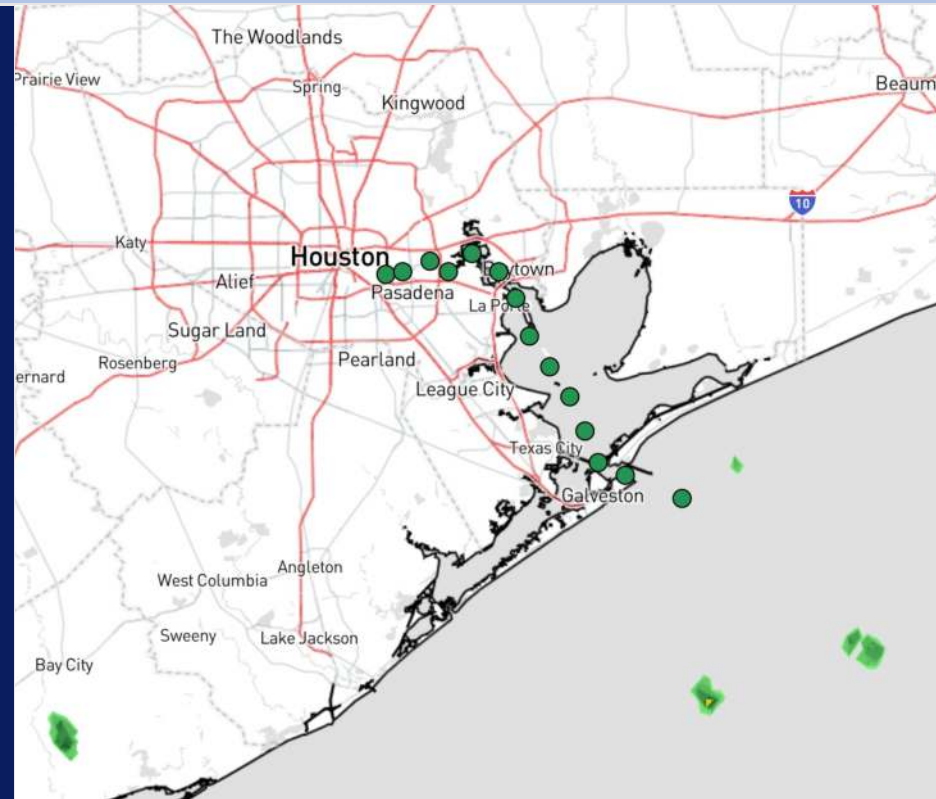 The Woodlands
Prairie View
Spring
Kingwood
Beaum
10
Katy
Houston
Baytown
Alief
Pasadena
La Porte
Sugar Land
Pearland
Rosenberg
ernard
League City
Texas City
Galveston
Angleton
West Columbia
Sweeny
Lake Jackson
Bay City